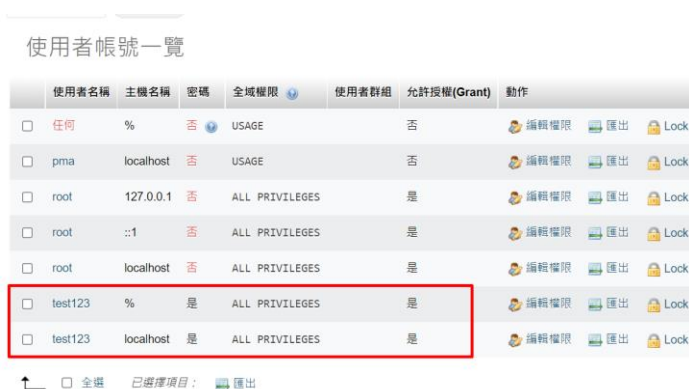 使用者帳號一覽
使用者名稱 主機名稱 密碼 全域權限 使用者群組 允許授權(Grant) 動作
任何 % 否 USAGE 否 編輯權限 匯出 Lock
pma localhost 否 USAGE 否 編輯權限 匯出 Lock
root 127.0.0.1 否 ALL PRIVILEGES 是 編輯權限 匯出 Lock
root ::1 否 ALL PRIVILEGES 是 編輯權限 匯出 Lock
root localhost 否 ALL PRIVILEGES 是 編輯權限 匯出 Lock
test123 % 是 ALL PRIVILEGES 是 編輯權限 匯出 Lock
test123 localhost 是 ALL PRIVILEGES 是 編輯權限 匯出 Lock
全選 已選擇項目: 匯出